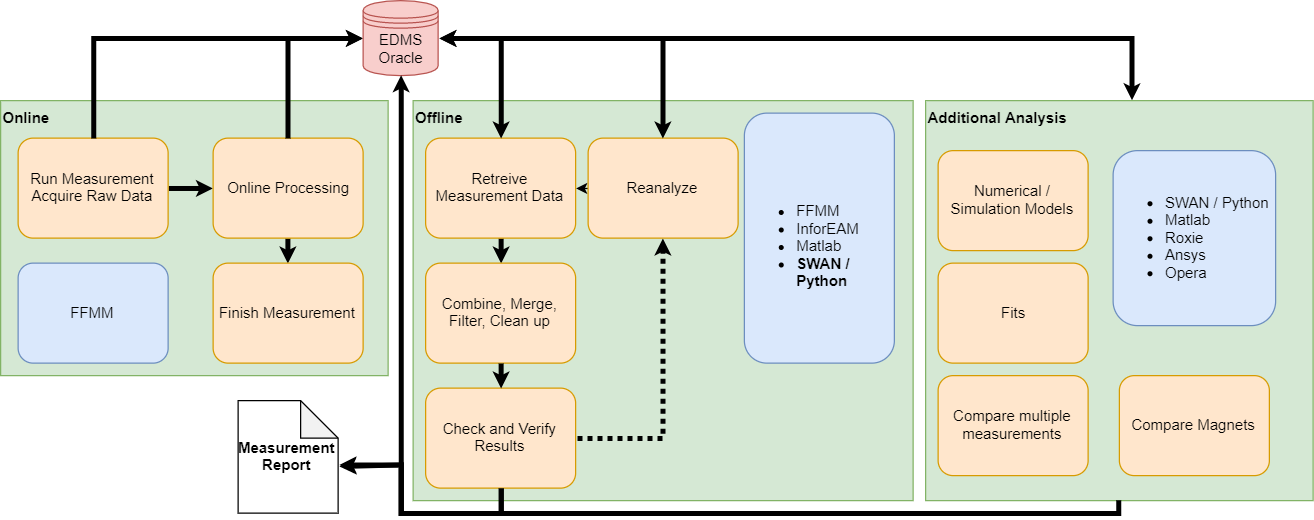 EDMS
Oracle
Online
Run Measurement
Acquire Raw Data
Online Processing
FFMM
Finish Measurement
Measurement
Report
Offline
Retreive
Measurement Data
Reanalyze
Combine, Merge,
Filter, Clean up
Check and Verify
Results
• FFMM
• InforEAM
• Matlab
• SWAN /
Python
Additional Analysis
Numerical /
Simulation Models
Fits
Compare multiple
measurements
• SWAN / Python
• Matlab
• Roxie
• Ansys
• Opera
Compare Magnets